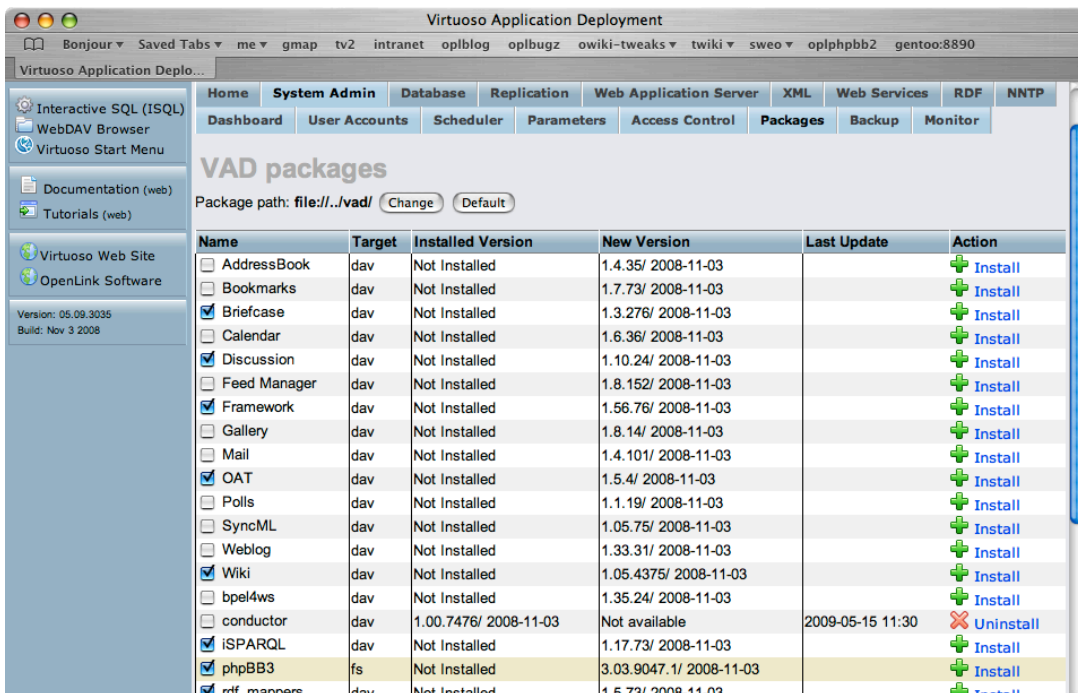 Virtuoso Application Deployment
Bonjour ▾ Saved Tabs ▾ me ▾ gmap tv2 intranet oplblog oplbugz owiki-tweaks ▾ twiki ▾ sweo ▾ oplphpbb2 gentoo:8890
Virtuoso Application Deplo...
Interactive SQL (ISQL)
WebDAV Browser
Virtuoso Start Menu
Documentation (web)
Tutorials (web)
Virtuoso Web Site
OpenLink Software
Version: 05.09.3035
Build: Nov 3 2008
Home System Admin Database Replication Web Application Server XML Web Services RDF NNTP
Dashboard User Accounts Scheduler Parameters Access Control Packages Backup Monitor
VAD packages
Package path: file://../vad/ Change Default
Name Target Installed Version New Version Last Update Action
AddressBook dav Not Installed 1.4.35/ 2008-11-03 Install
Bookmarks dav Not Installed 1.7.73/ 2008-11-03 Install
Briefcase dav Not Installed 1.3.276/ 2008-11-03 Install
Calendar dav Not Installed 1.6.36/ 2008-11-03 Install
Discussion dav Not Installed 1.10.24/ 2008-11-03 Install
Feed Manager dav Not Installed 1.8.152/ 2008-11-03 Install
Framework dav Not Installed 1.56.76/ 2008-11-03 Install
Gallery dav Not Installed 1.8.14/ 2008-11-03 Install
Mail dav Not Installed 1.4.101/ 2008-11-03 Install
OAT dav Not Installed 1.5.4/ 2008-11-03 Install
Polls dav Not Installed 1.1.19/ 2008-11-03 Install
SyncML dav Not Installed 1.05.75/ 2008-11-03 Install
Weblog dav Not Installed 1.33.31/ 2008-11-03 Install
Wiki dav Not Installed 1.05.4375/ 2008-11-03 Install
bpel4ws dav Not Installed 1.35.24/ 2008-11-03 Install
conductor dav 1.00.7476/ 2008-11-03 Not available 2009-05-15 11:30 Uninstall
iSPARQL dav Not Installed 1.17.73/ 2008-11-03 Install
phpBB3 fs Not Installed 3.03.9047.1/ 2008-11-03 Install
rdf_mappers dav Not Installed 1.5.73/ 2008-11-03 Install